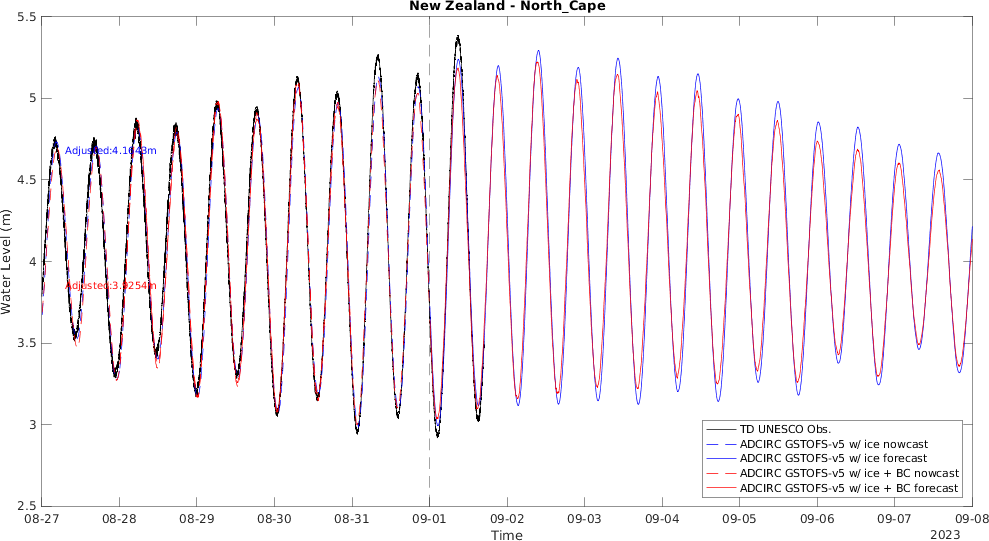 New Zealand - North_Cape
Water Level (m)
5.5
5
4.5
4
3.5
3
2.5
Adjusted:4.1643m
Adjusted:3.9254m
TD UNESCO Obs.
ADCIRC GSTOFS-v5 w/ ice nowcast
ADCIRC GSTOFS-v5 w/ ice forecast
ADCIRC GSTOFS-v5 w/ ice + BC nowcast
ADCIRC GSTOFS-v5 w/ ice + BC forecast
08-27 08-28 08-29 08-30 08-31 09-01 09-02 09-03 09-04 09-05 09-06 09-07 09-08
Time
2023